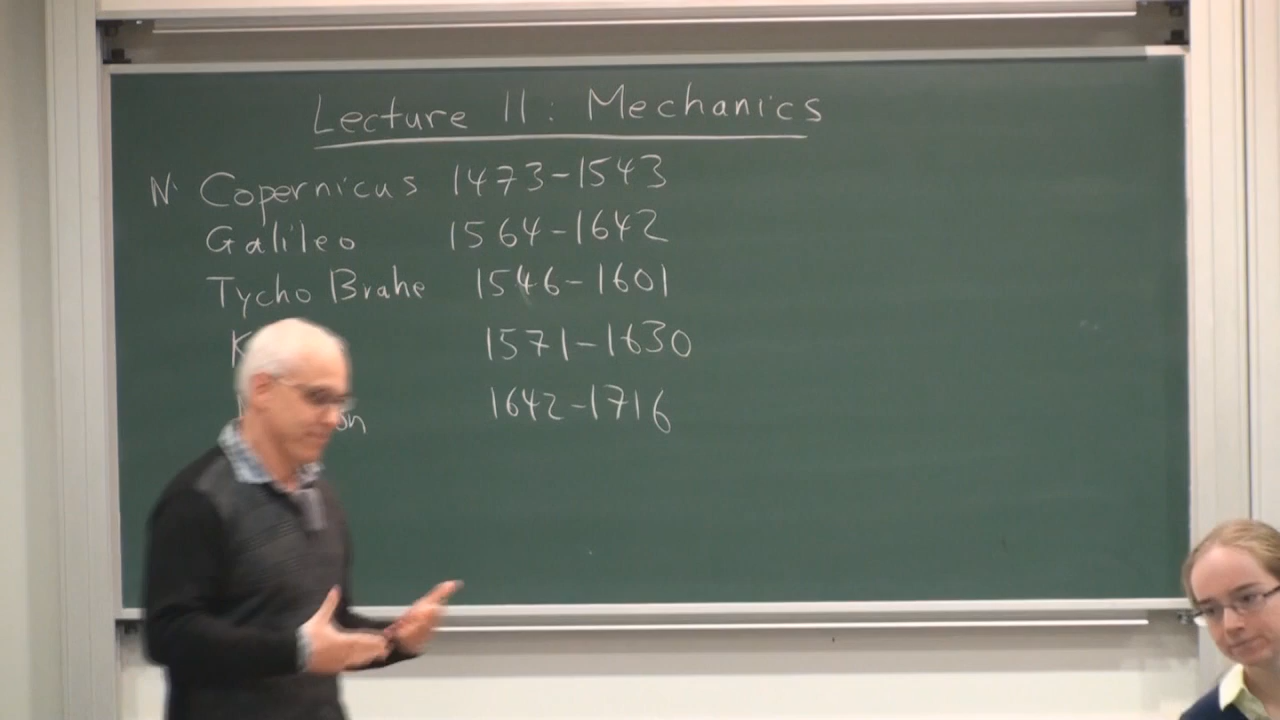 Lecture 11: Mechanics
N. Copernicus 1473-1543
Galileo 1564-1642
Tycho Brahe 1546-1601
1571-1630
1642-1716